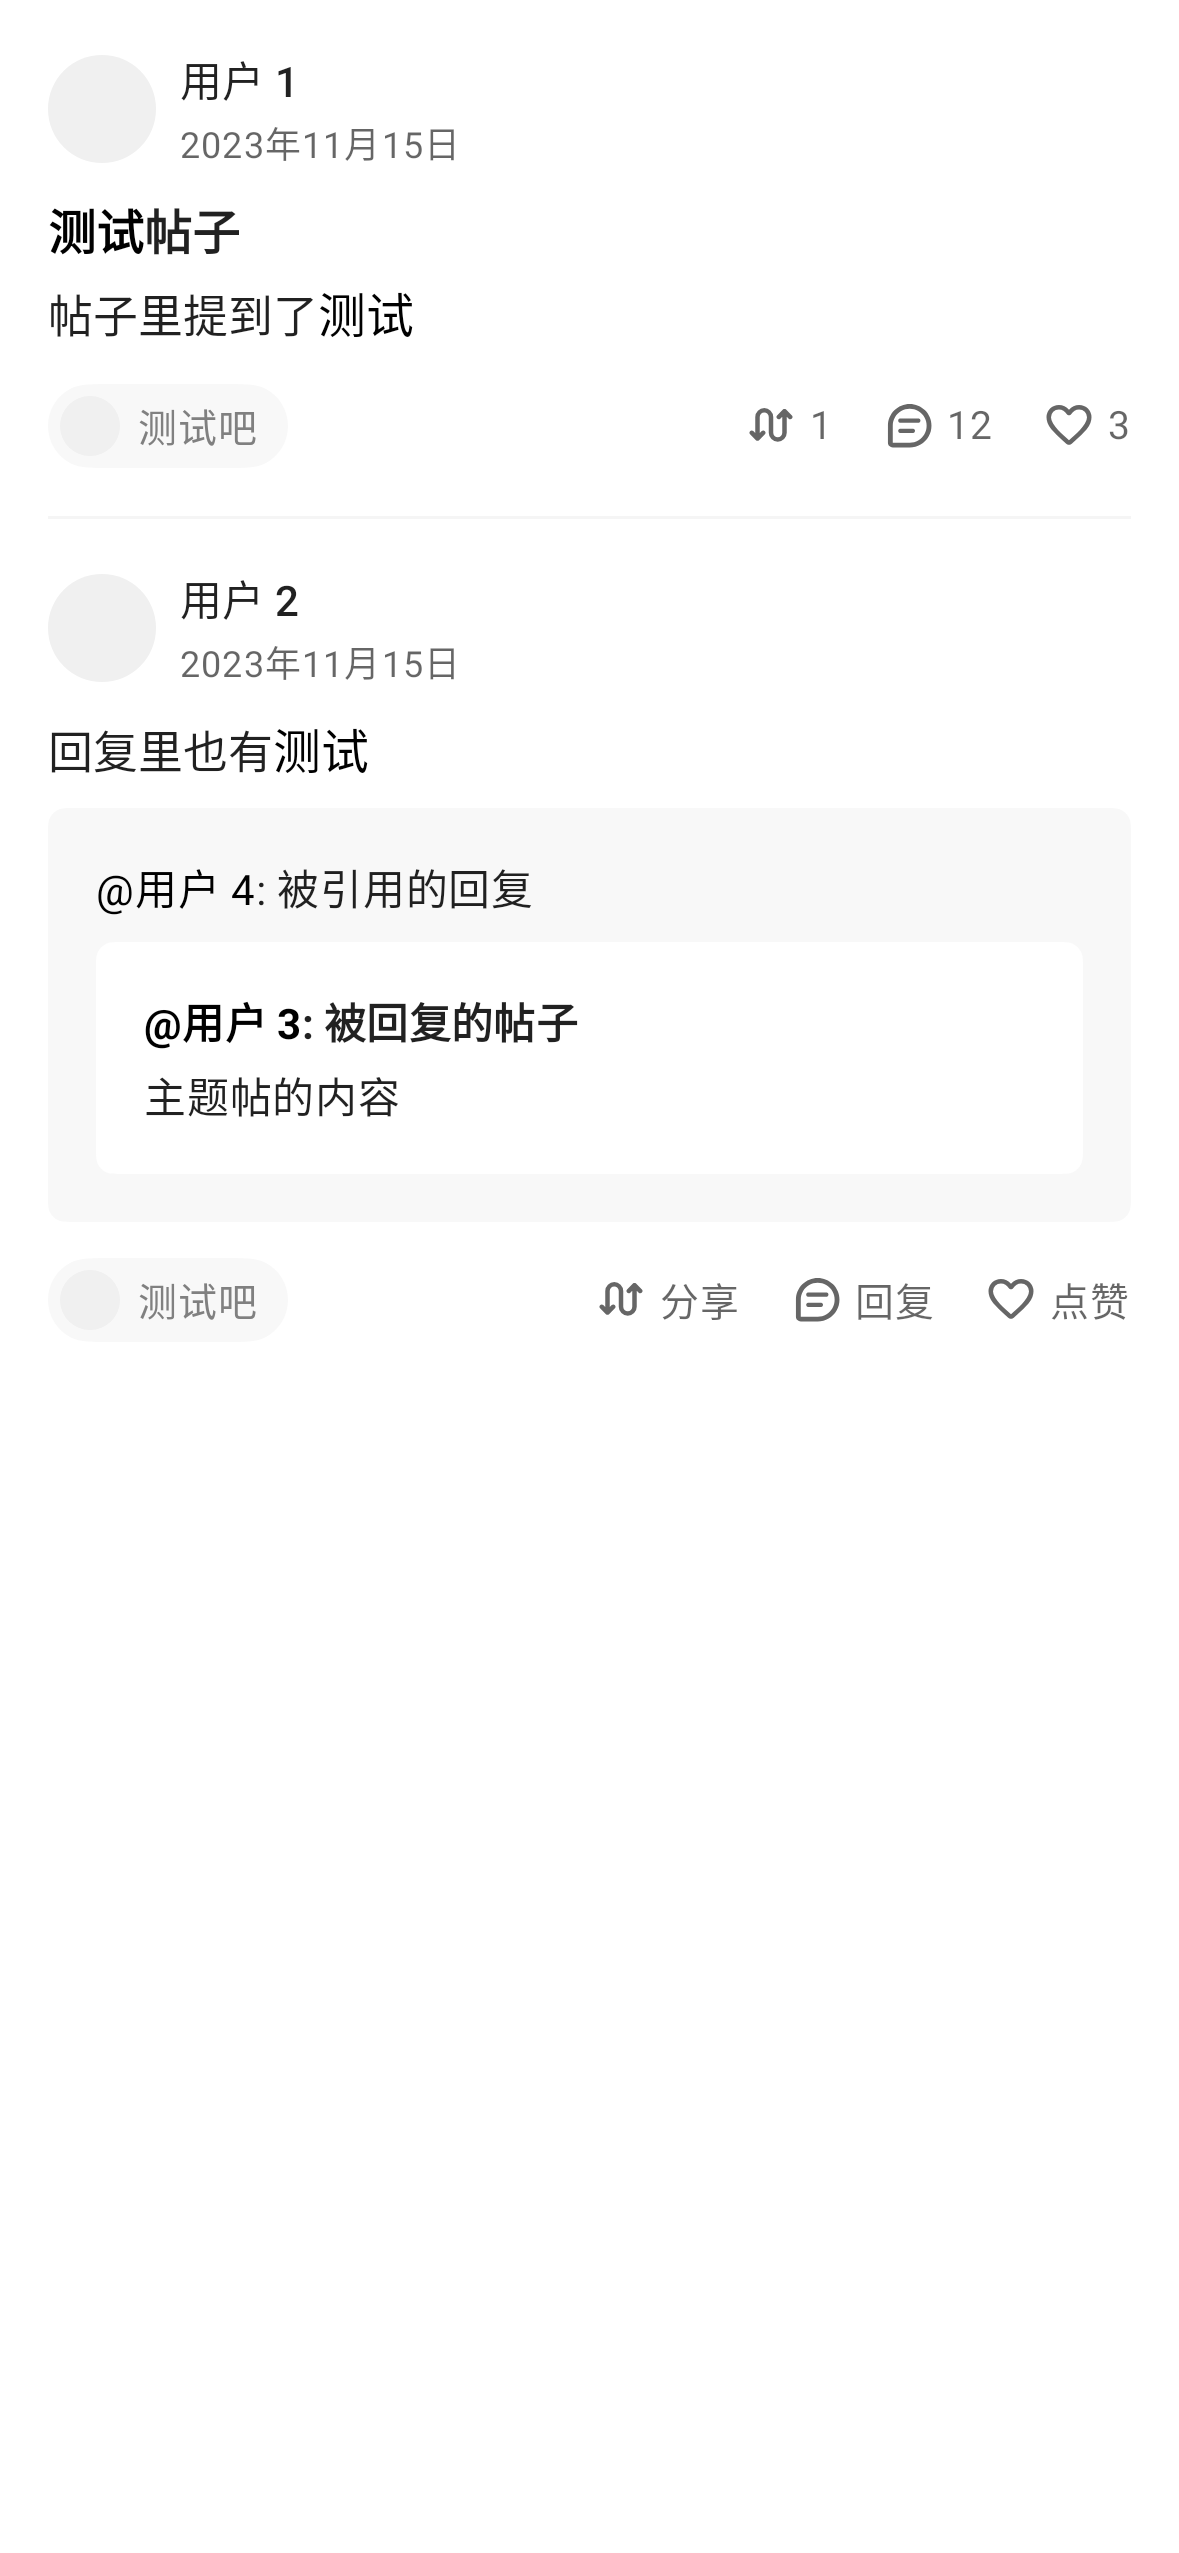 用户 1
2023年11月15日
测试帖子
帖子里提到了测试
测试吧 1 12 3
用户 2
2023年11月15日
回复里也有测试
@用户 4: 被引用的回复
@用户 3: 被回复的帖子
主题帖的内容
测试吧 分享 回复 点赞